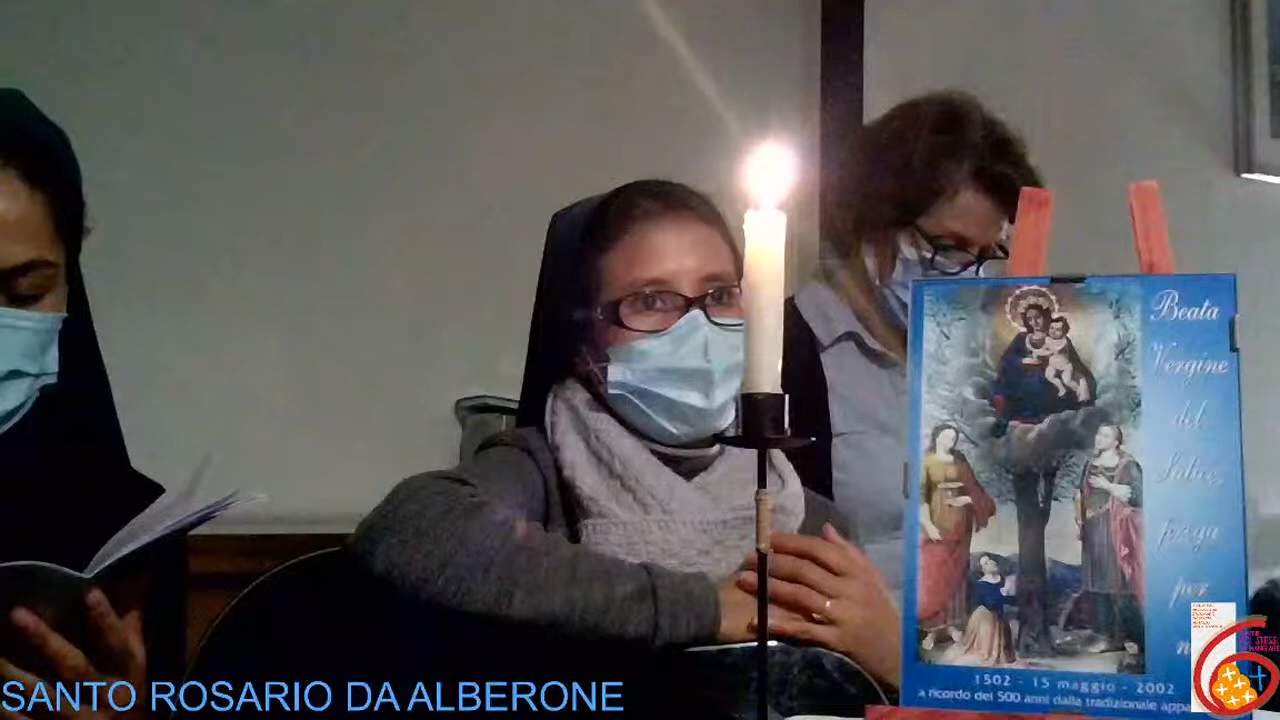 Beata
Vergine
del
Salice,
prega
per
1502 - 15 maggio - 2002
a ricordo dei 500 anni dalla tradizionale
SANTO ROSARIO DA ALBERONE